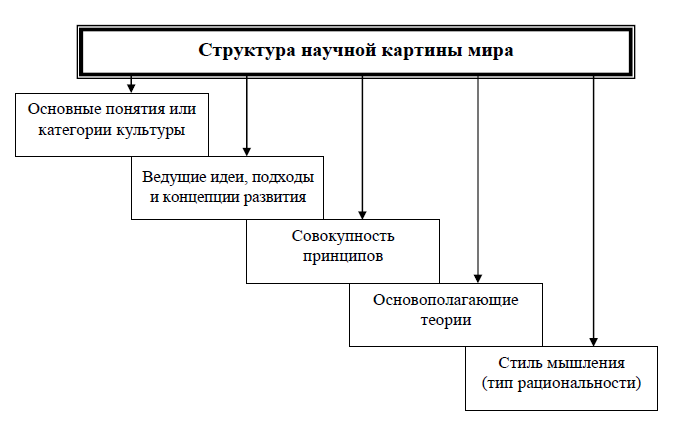 Структура научной картины мира
Основные понятия или
категории культуры
Ведущие идеи, подходы
и концепции развития
Совокупность
принципов
Основополагающие
теории
Стиль мышления
(тип рациональности)